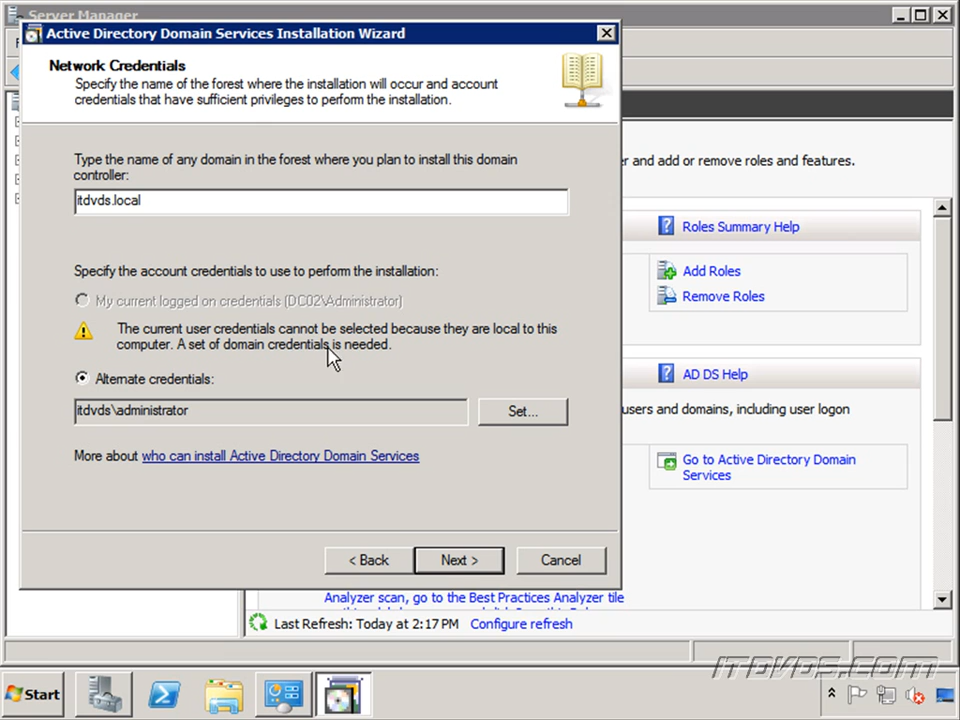 Server Manager
Active Directory Domain Services Installation Wizard
Network Credentials
Specify the name of the forest where the installation will occur and account
credentials that have sufficient privileges to perform the installation.
Type the name of any domain in the forest where you plan to install this domain
controller:
itdvds.local
Specify the account credentials to use to perform the installation:
My current logged on credentials (DC02\Administrator)
The current user credentials cannot be selected because they are local to this
computer. A set of domain credentials is needed.
Alternate credentials:
itdvds\administrator
Set...
More about who can install Active Directory Domain Services
< Back
Next >
Cancel
and add or remove roles and features.
Roles Summary Help
Add Roles
Remove Roles
AD DS Help
users and domains, including user logon
Go to Active Directory Domain
Services
Analyzer scan, go to the Best Practices Analyzer tile
Last Refresh: Today at 2:17 PM
Configure refresh
ITDVDS.COM
Start